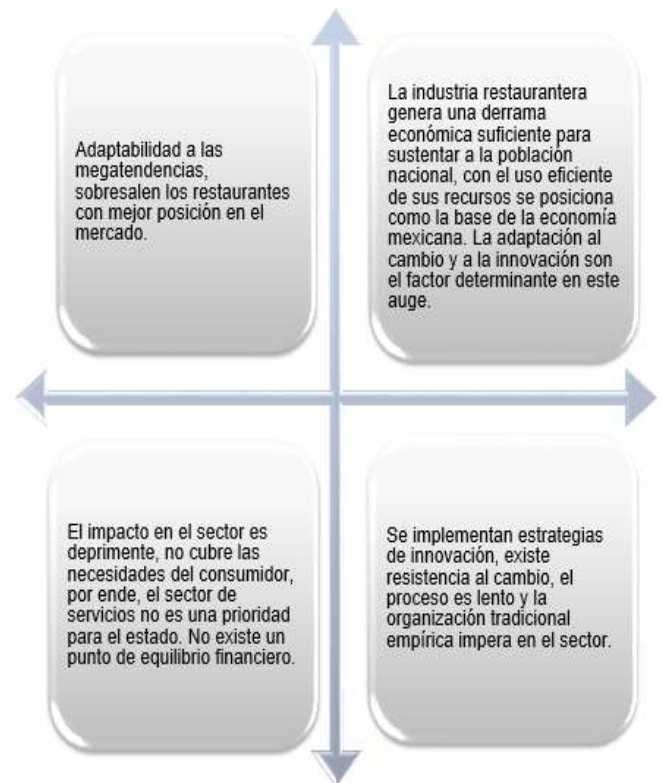 Adaptabilidad a las
megatendencias,
sobresalen los restaurantes
con mejor posición en el
mercado.
La industria restaurantera
genera una derrama
económica suficiente para
sustentar a la población
nacional, con el uso eficiente
de sus recursos se posiciona
como la base de la economía
mexicana. La adaptación al
cambio y a la innovación son
el factor determinante en este
auge.
El impacto en el sector es
deprimente, no cubre las
necesidades del consumidor,
por ende, el sector de
servicios no es una prioridad
para el estado. No existe un
punto de equilibrio financiero.
Se implementan estrategias
de innovación, existe
resistencia al cambio, el
proceso es lento y la
organización tradicional
empírica impera en el sector.